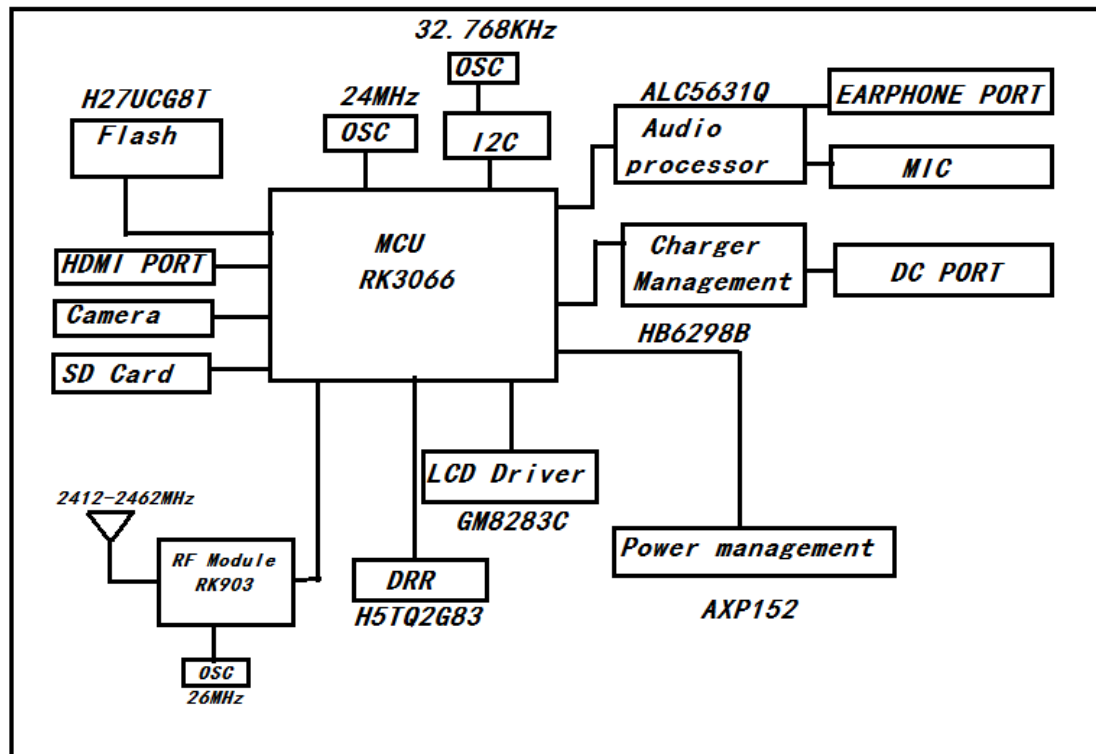 32.768KHz
OSC
H27UCG8T
24MHz
ALC5631Q
EARPHONE PORT
Flash
OSC
I2C
Audio
processor
MIC
MCU
RK3066
Charger
Management
DC PORT
HDMI PORT
Camera
HB6298B
SD Card
LCD Driver
GM8283C
2412-2462MHz
RF Module
RK903
Power management
DRR
H5TQ2G83
AXP152
OSC
26MHz